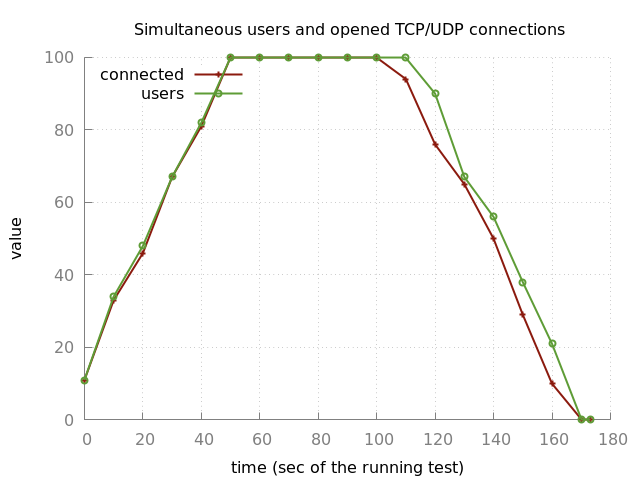 Simultaneous users and opened TCP/UDP connections
100
80
60
40
20
0
value
connected
users
0 20 40 60 80 100 120 140 160 180
time (sec of the running test)